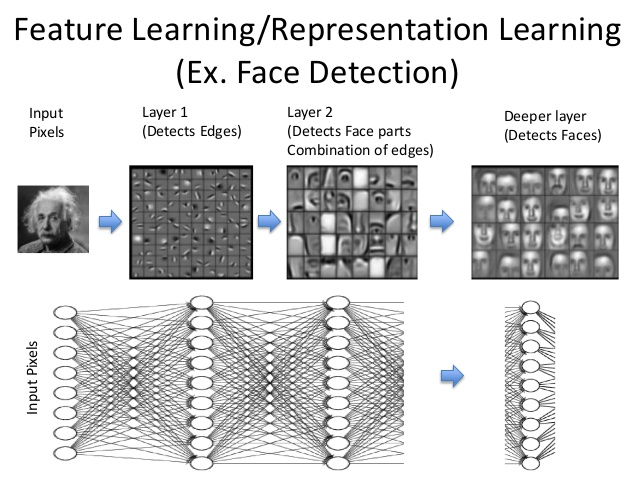 Feature Learning/Representation Learning
(Ex. Face Detection)
Input
Pixels
Layer 1
(Detects Edges)
Layer 2
(Detects Face parts
Combination of edges)
Deeper layer
(Detects Faces)
Input Pixels